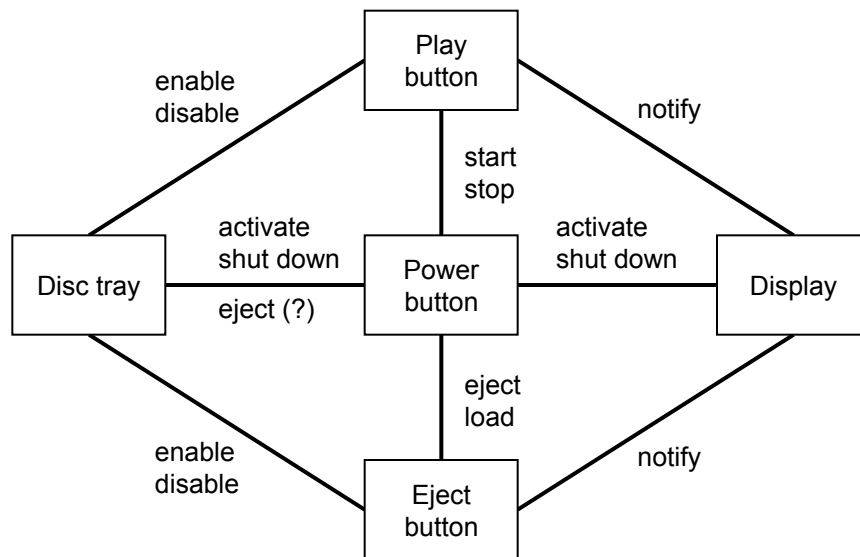 Play
button
enable
disable
notify
start
stop
activate
shut down
activate
shut down
Disc tray
Power
button
Display
eject (?)
eject
load
enable
disable
notify
Eject
button